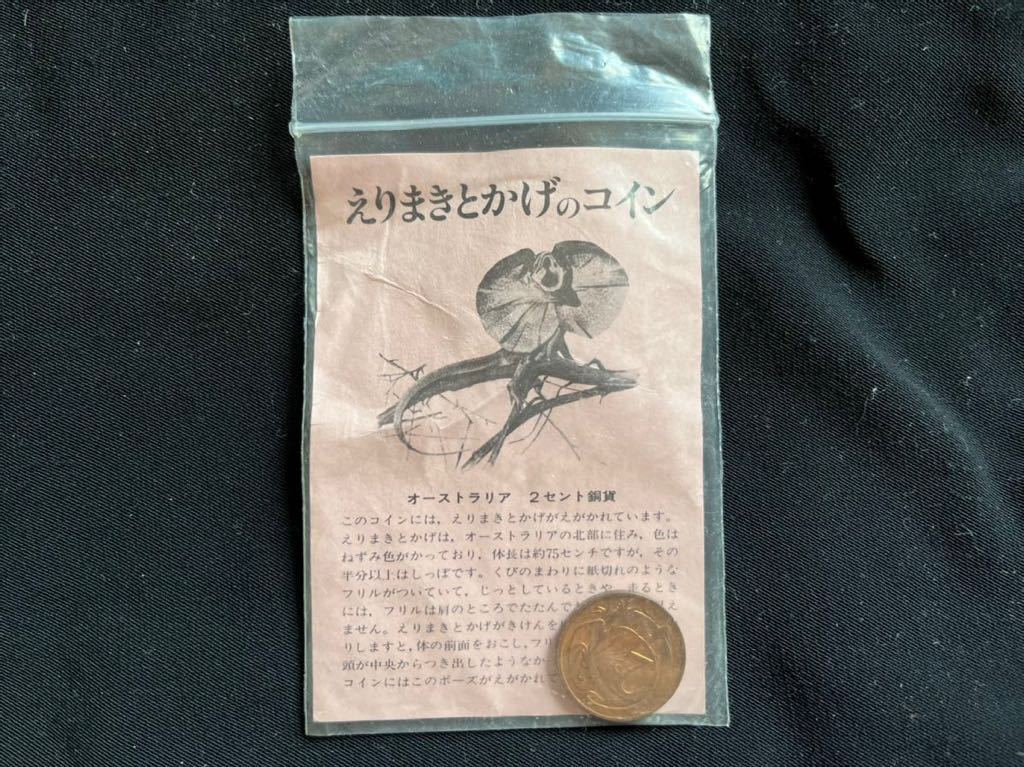 えりまきとかげのコイン
オーストラリア　2セント銅貨
このコインには，えりまきとかげがえがかれています。
えりまきとかげは，オーストラリアの北部に住み，色は
ねずみ色がかっており，体長は約75センチですが，その
半分以上はしっぽです。くびのまわりに紙切れのような
フリルがついていて，じっとしているときや，走るとき
には，フリルは肩のところでたたんで え
ません。えりまきとかげがきけんを
りしますと，体の前面をおこし，フリ
頭が中央からつき出したようなか
コインにはこのポーズがえがかれて
2